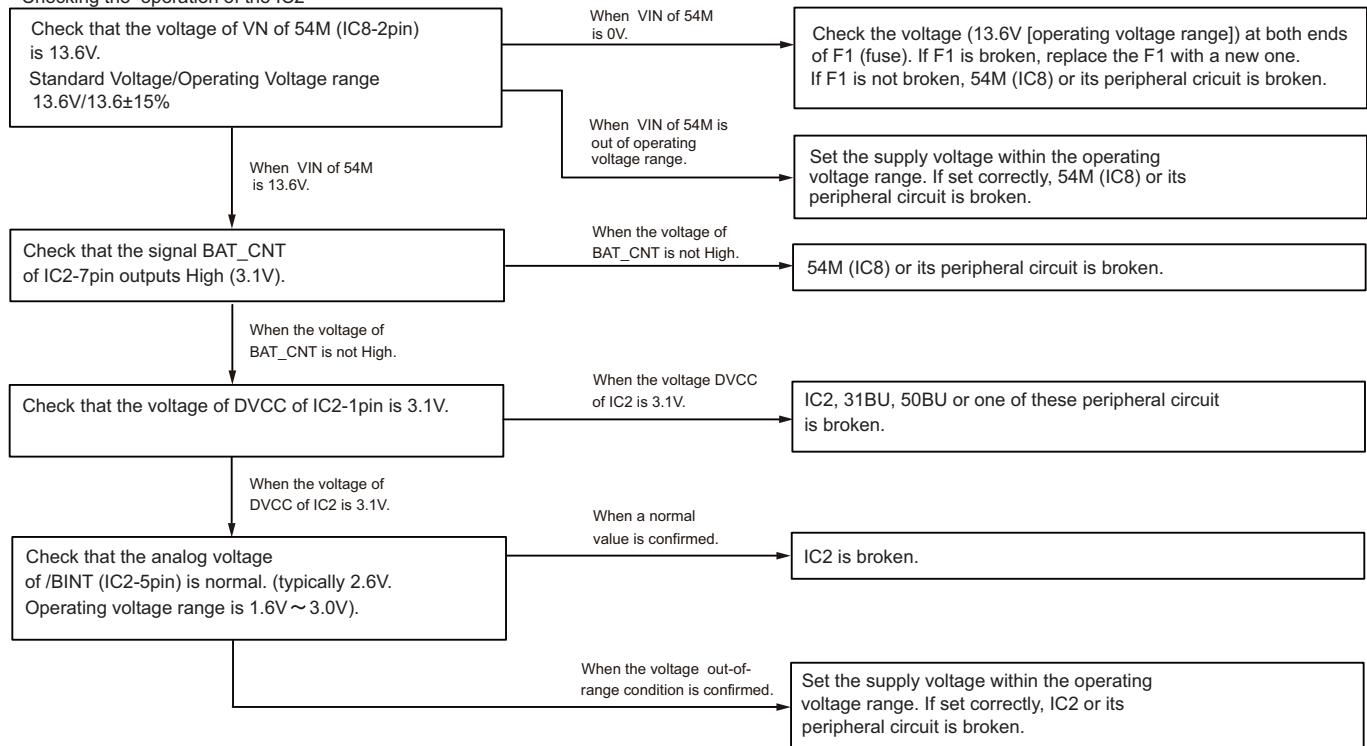 Checking the operation of the IC2
Check that the voltage of VN of 54M (IC8-2pin)
is 13.6V.
Standard Voltage/Operating Voltage range
13.6V/13.6±15%
When VIN of 54M
is 0V.
Check the voltage (13.6V [operating voltage range]) at both ends
of F1 (fuse). If F1 is broken, replace the F1 with a new one.
If F1 is not broken, 54M (IC8) or its peripheral cricuit is broken.
When VIN of 54M is
out of operating
voltage range.
Set the supply voltage within the operating
voltage range. If set correctly, 54M (IC8) or its
peripheral circuit is broken.
When VIN of 54M
is 13.6V.
Check that the signal BAT_CNT
of IC2-7pin outputs High (3.1V).
When the voltage of
BAT_CNT is not High.
54M (IC8) or its peripheral circuit is broken.
When the voltage of
BAT_CNT is not High.
Check that the voltage of DVCC of IC2-1pin is 3.1V.
When the voltage DVCC
of IC2 is 3.1V.
IC2, 31BU, 50BU or one of these peripheral circuit
is broken.
When the voltage of
DVCC of IC2 is 3.1V.
Check that the analog voltage
of /BINT (IC2-5pin) is normal. (typically 2.6V.
Operating voltage range is 1.6V～3.0V).
When a normal
value is confirmed.
IC2 is broken.
When the voltage out-of-
range condition is confirmed.
Set the supply voltage within the operating
voltage range. If set correctly, IC2 or its
peripheral circuit is broken.